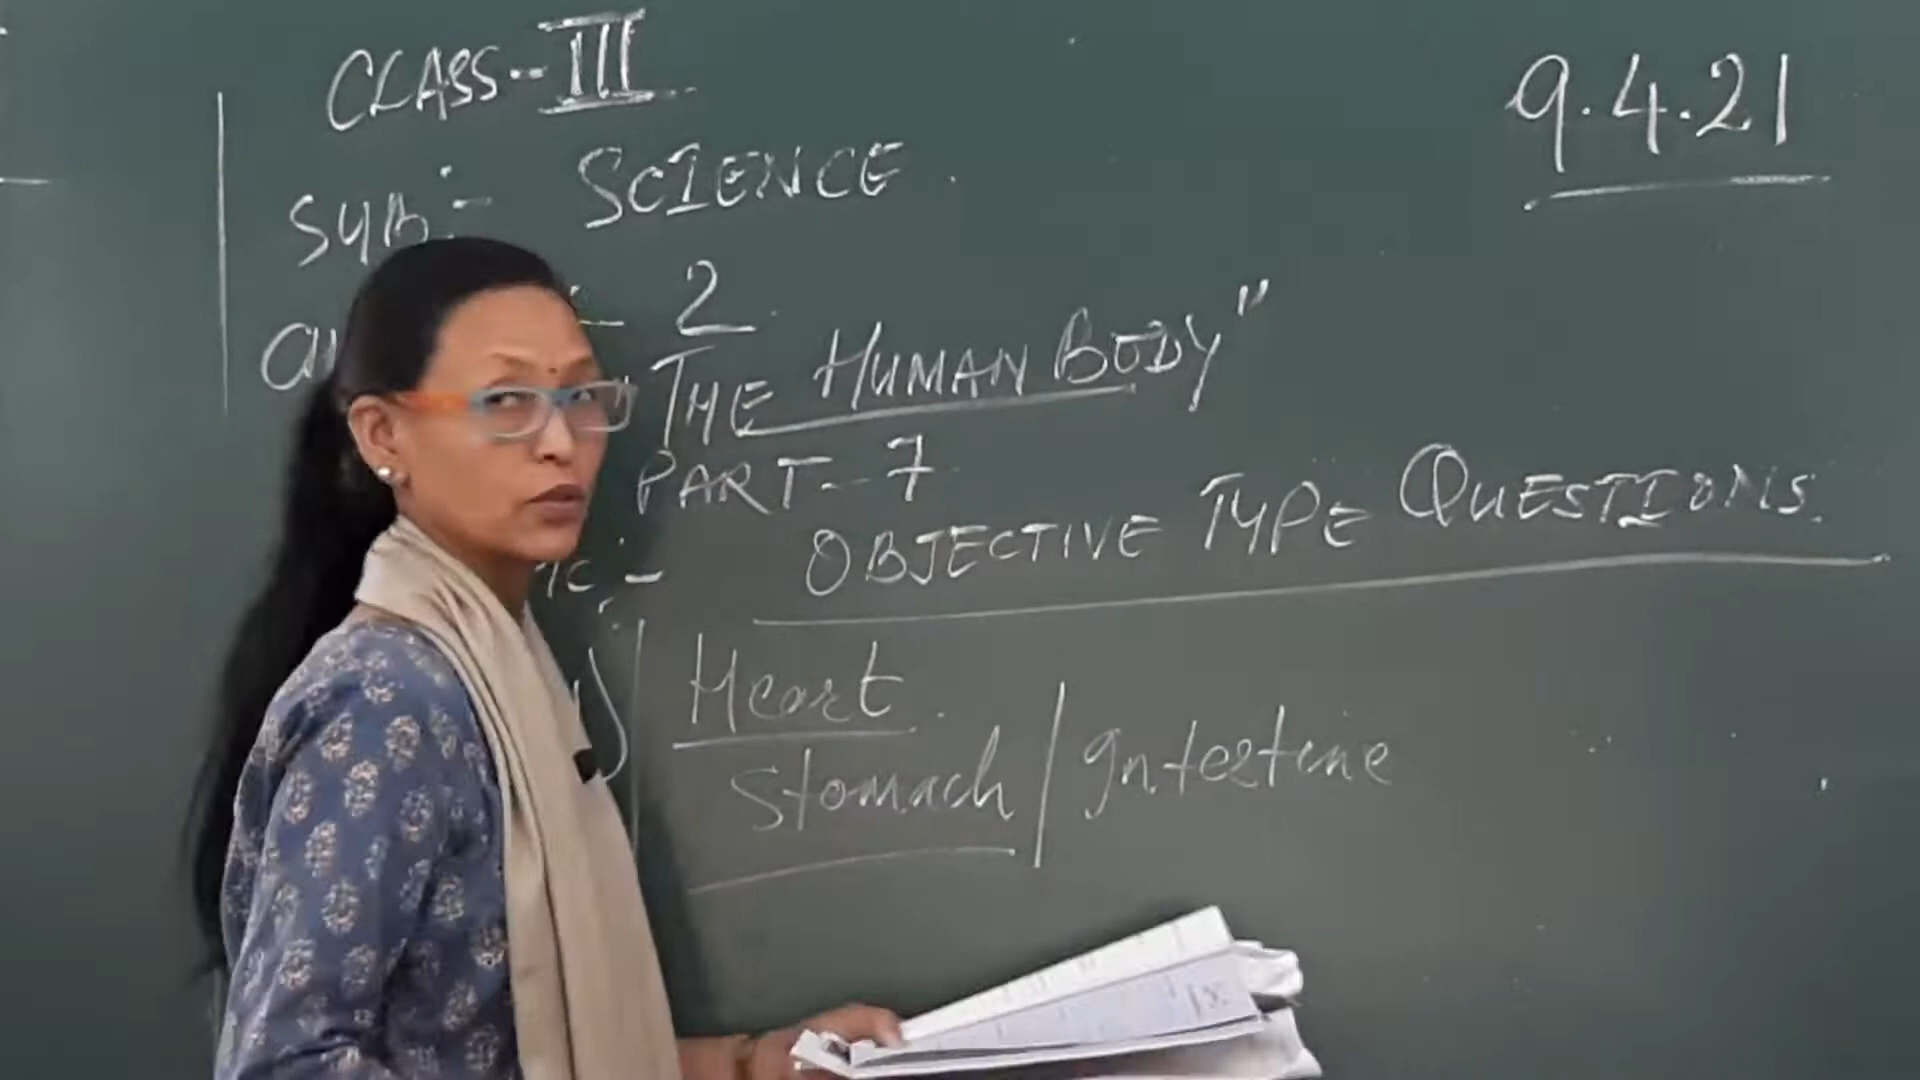 CLASS-III
9.4.21
SUB:- SCIENCE.
- 2.
THE HUMAN BODY"
PART-7
:- OBJECTIVE TYPE QUESTIONS.
Heart.
Stomach / Intestine